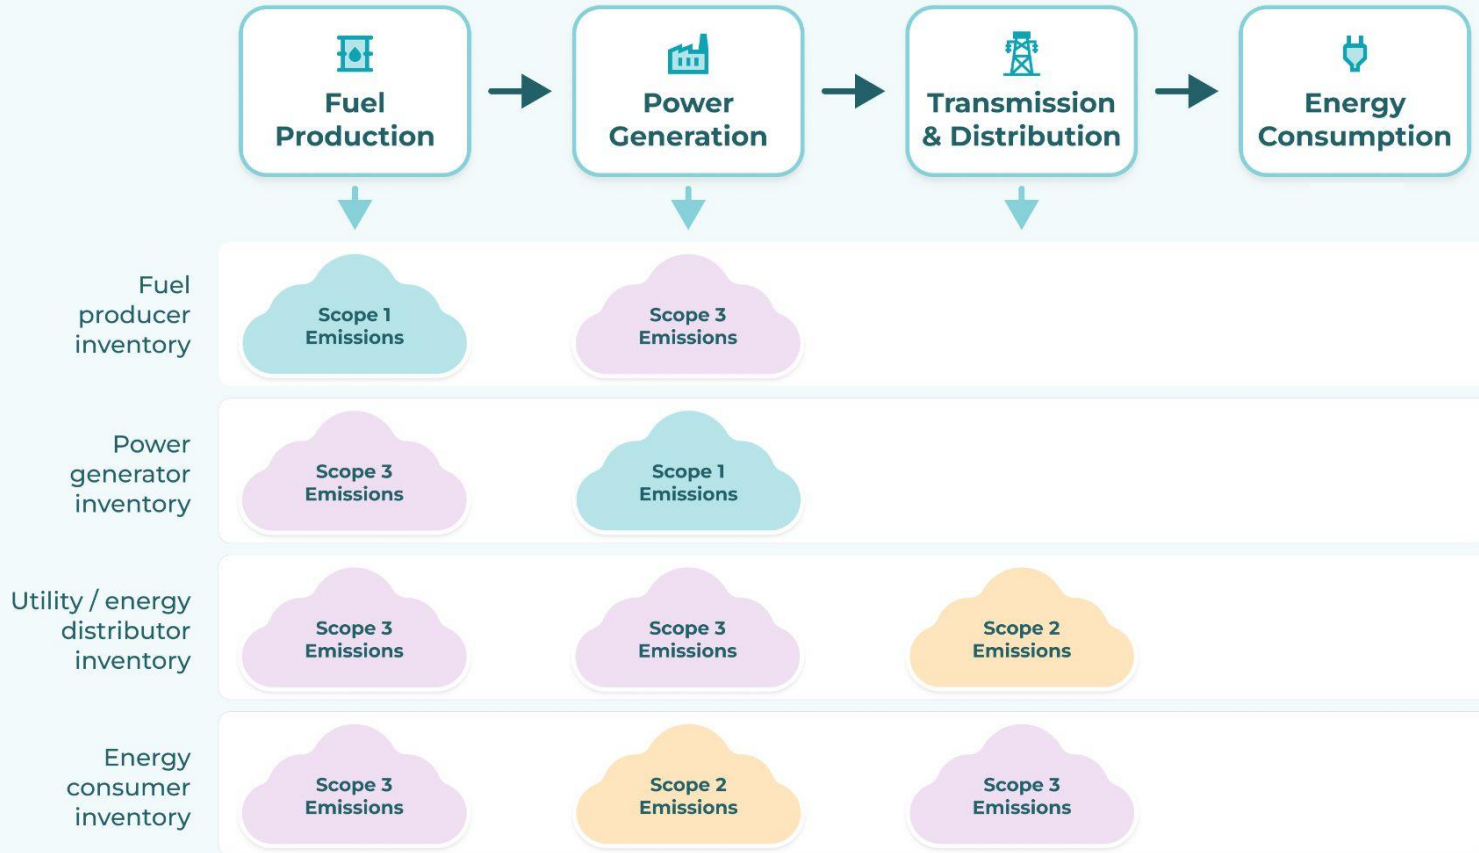 Fuel
Production
Power
Generation
Transmission
& Distribution
Energy
Consumption
Fuel
producer
inventory
Scope 1
Emissions
Scope 3
Emissions
Power
generator
inventory
Scope 3
Emissions
Scope 1
Emissions
Utility / energy
distributor
inventory
Scope 3
Emissions
Scope 3
Emissions
Scope 2
Emissions
Energy
consumer
inventory
Scope 3
Emissions
Scope 2
Emissions
Scope 3
Emissions